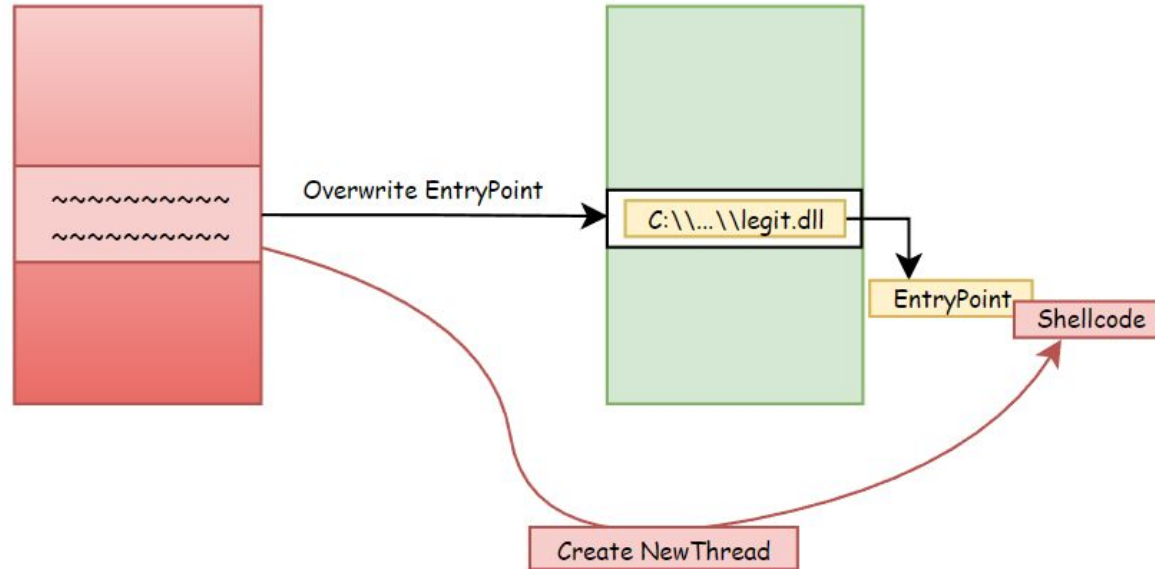 ~~~~~~~~~~
~~~~~~~~~~
Overwrite EntryPoint
C:\\...\\legit.dll
EntryPoint
Shellcode
Create NewThread